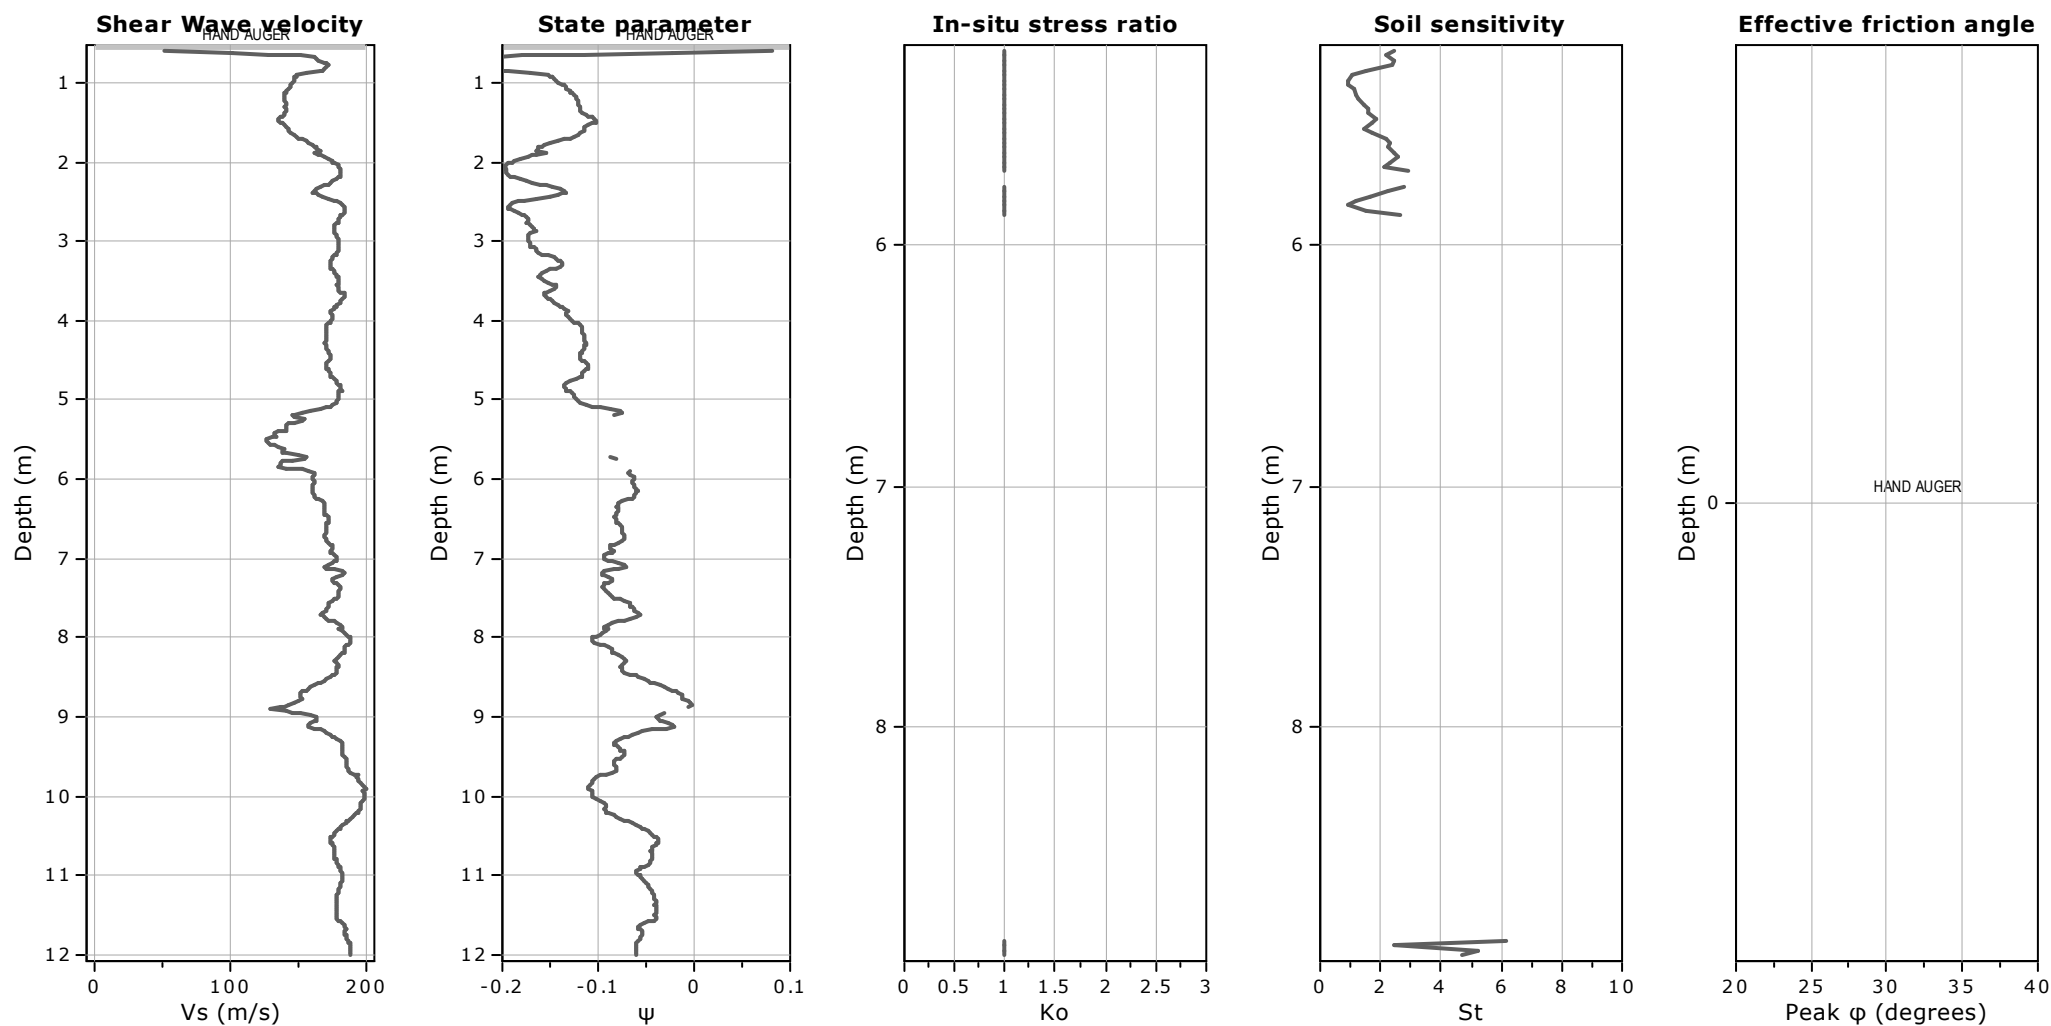 Shear Wave velocity
HAND AUGER
1
2
3
4
5
6
7
8
9
10
11
12
Depth (m)
0 100 200
Vs (m/s)
State parameter
HAND AUGER
1
2
3
4
5
6
7
8
9
10
11
12
Depth (m)
-0.2 -0.1 0 0.1
ψ
In-situ stress ratio
6
7
8
Depth (m)
0 0.5 1 1.5 2 2.5 3
Ko
Soil sensitivity
6
7
8
Depth (m)
0 2 4 6 8 10
St
Effective friction angle
HAND AUGER
0
Depth (m)
20 25 30 35 40
Peak φ (degrees)